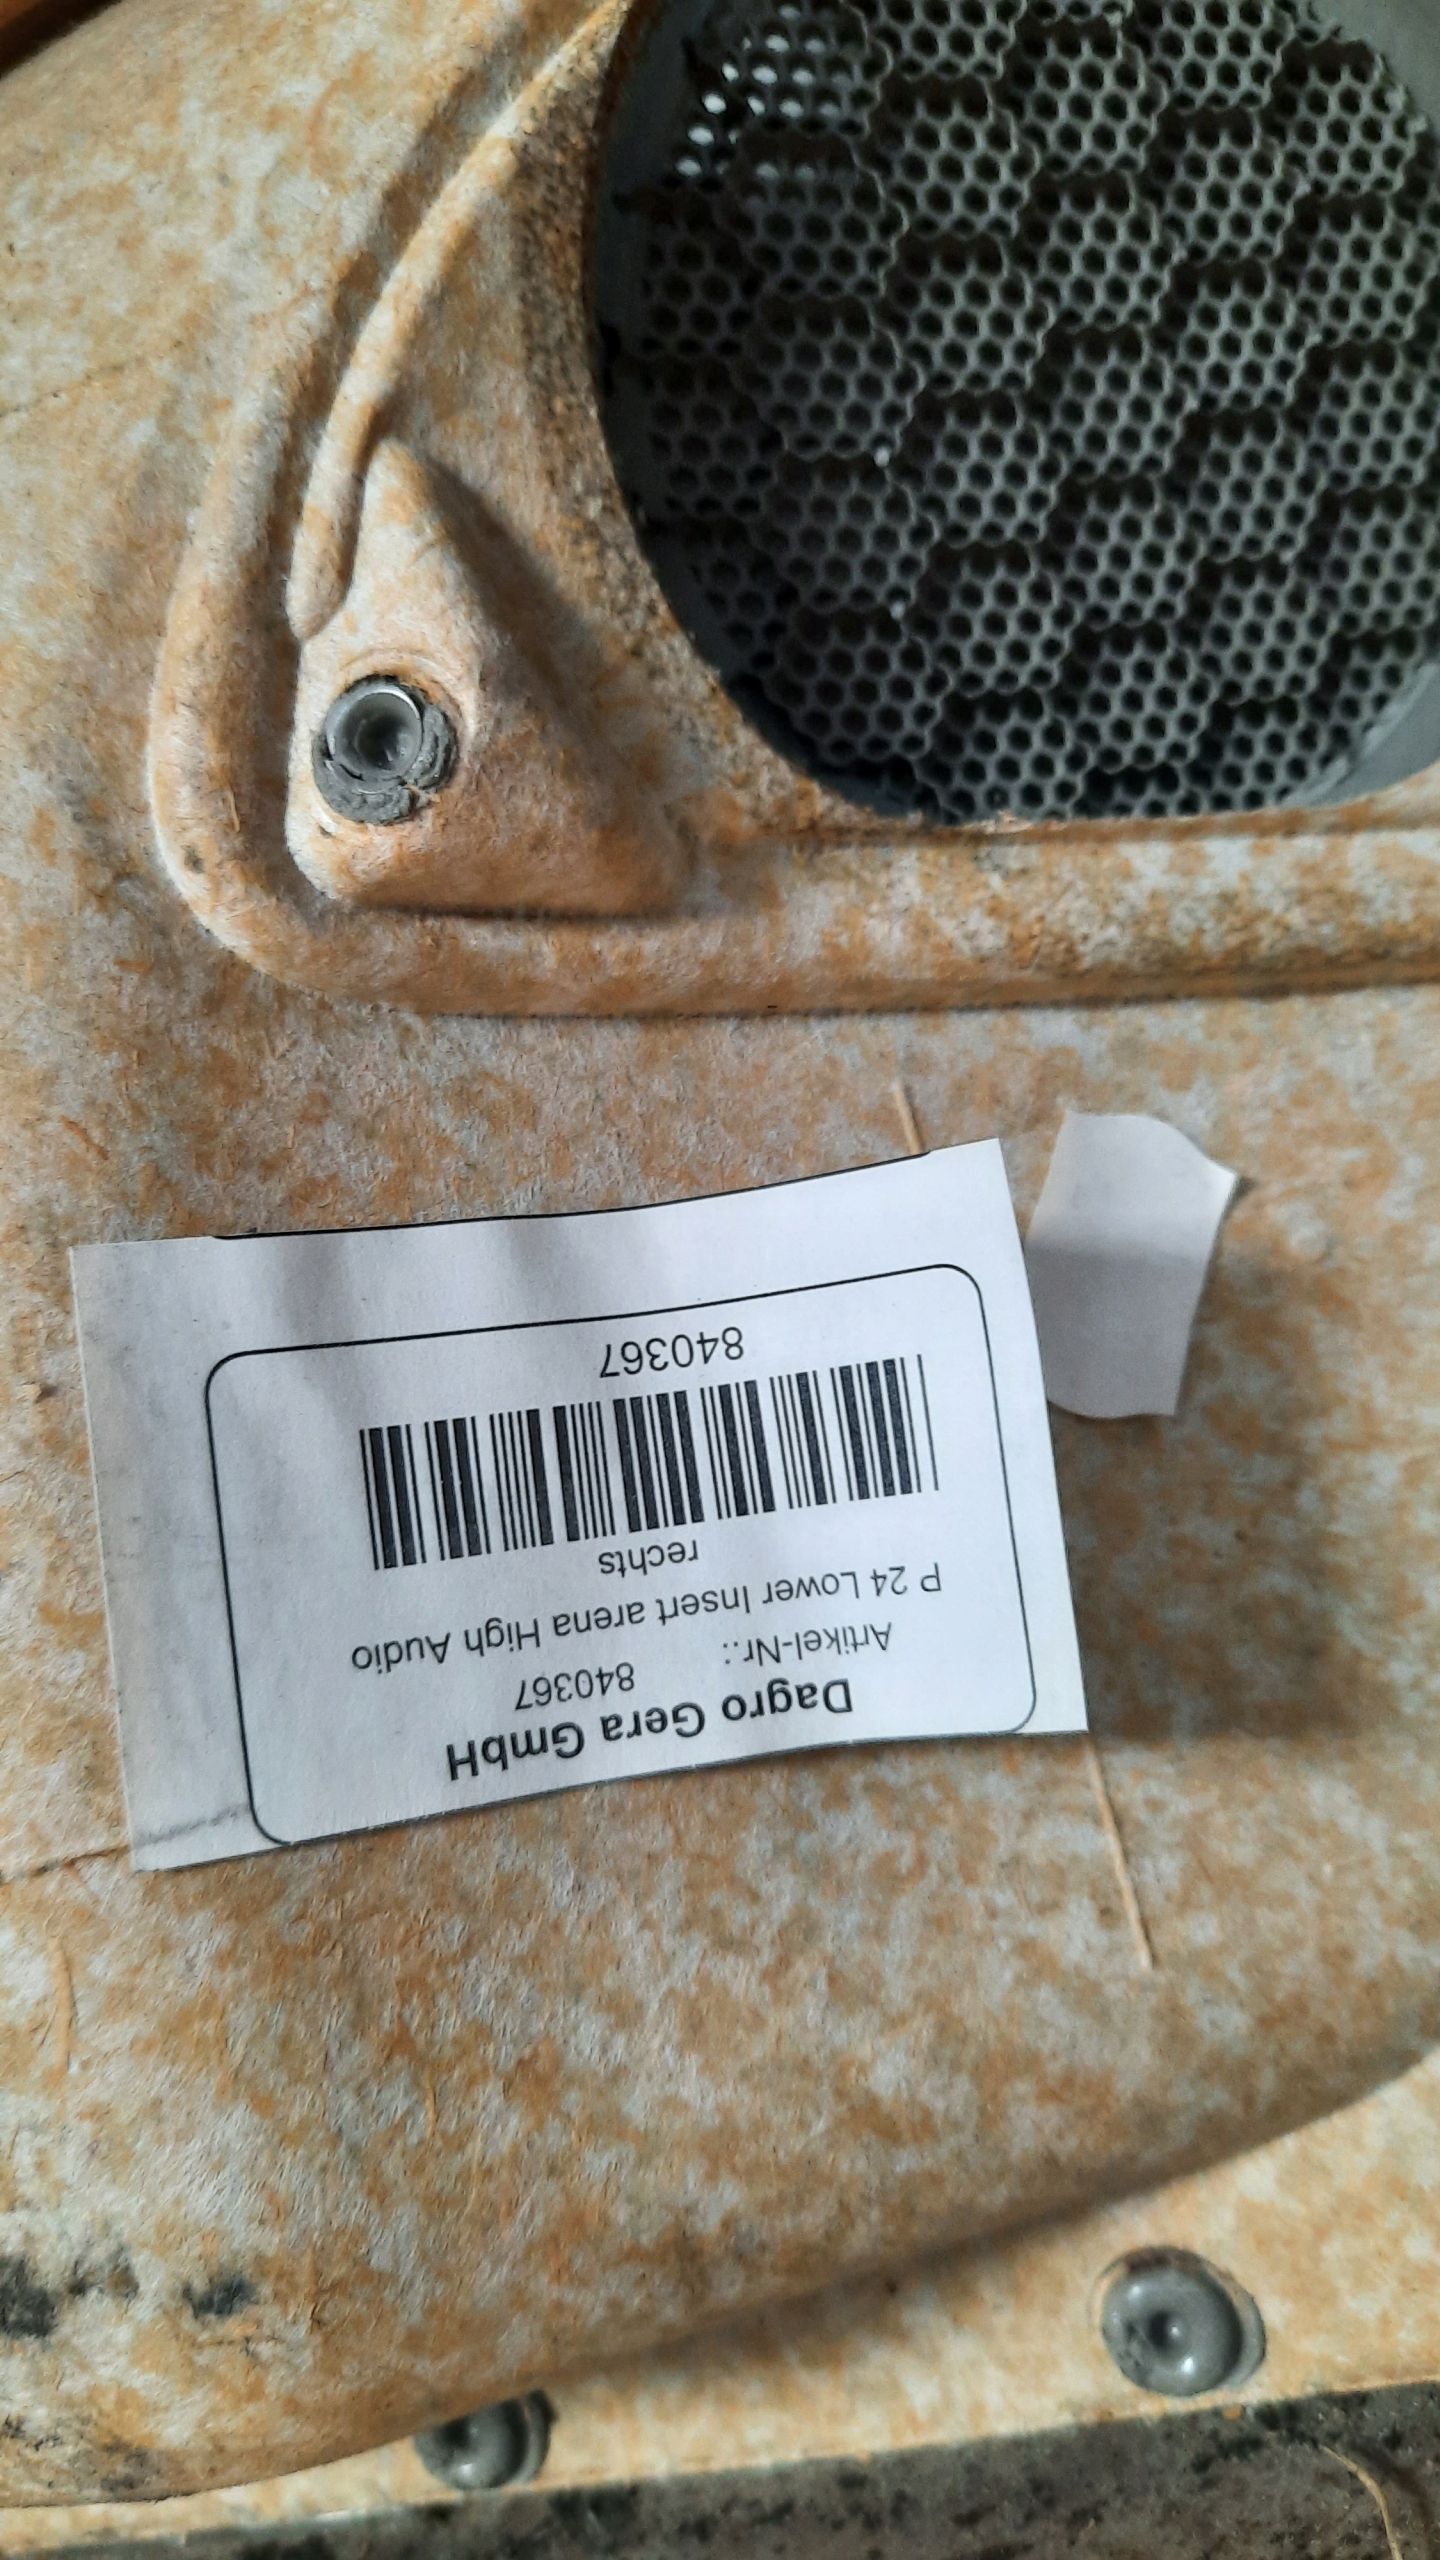 Dagro Gera GmbH
Artikel-Nr.: 840367
P 24 Lower Insert arena High Audio
rechts
840367